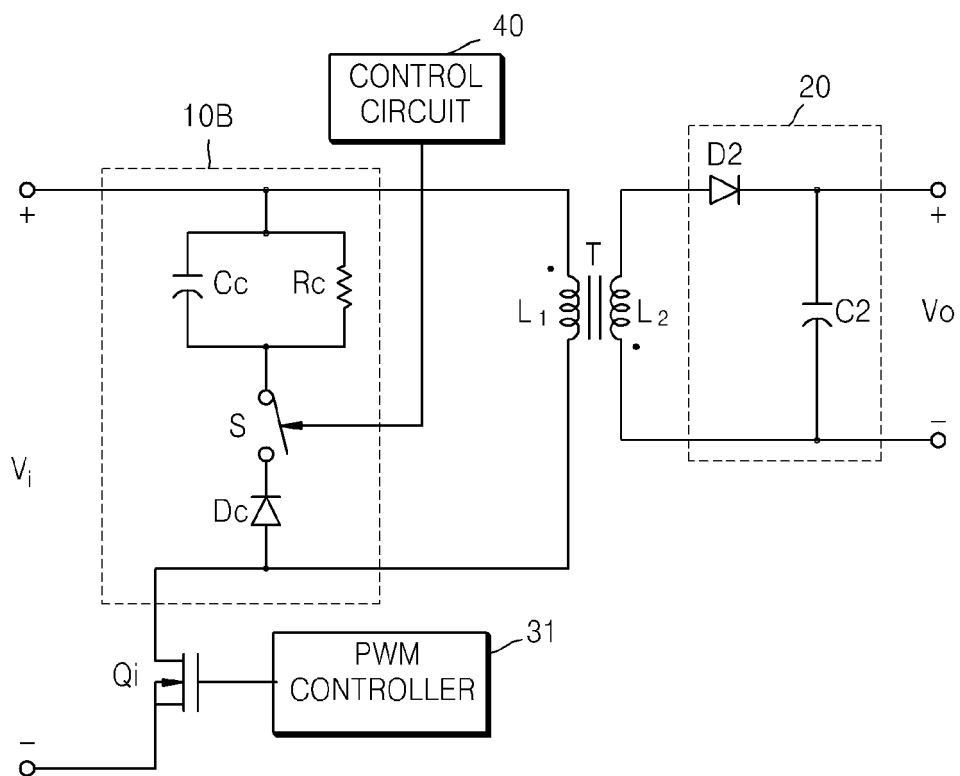 40
CONTROL
CIRCUIT
10B
20
D2
+
+
Cc
Rc
T
L1
L2
C2
Vo
S
−
Vi
Dc
31
PWM
CONTROLLER
Qi
−